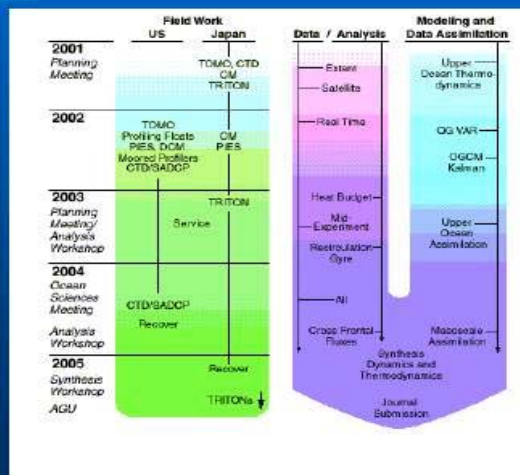 Field Work
US Japan
Data / Analysis
Modeling and
Data Assimilation
2001
Planning
Meeting
TOMO, CTD
CM
TRITON
Extent
Satellite
Upper
Ocean Thermo-
dynamics
2002
TOMO
Profiling Floats
PIES, DCM
Moored Profilers
CTD/SADCP
CM
PIES
Real Time
QG VAR
OGCM
Kalman
2003
Planning
Meeting/
Analysis
Workshop
TRITON
Service
Heat Budget
Mid
Experiment
Recirculation
Gyre
Upper
Ocean
Assimilation
2004
Ocean
Sciences
Meeting
Analysis
Workshop
CTD/SADCP
Recover
All
Cross Frontal
Fluxes
Mesoscale
Assimilation
2005
Synthesis
Workshop
AGU
Recover
TRITONs
Synthesis
Dynamics and
Thermodynamics
Journal
Submission